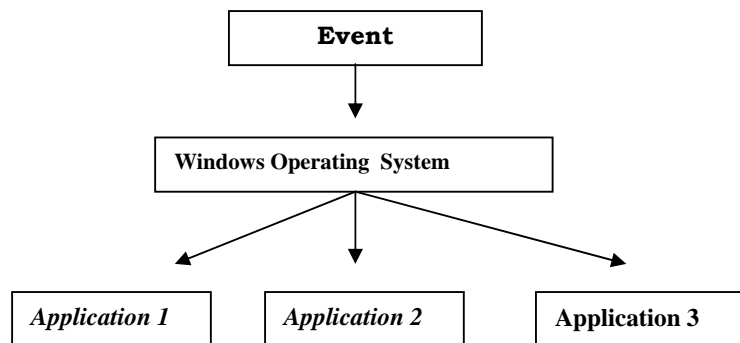 Event
Windows Operating System
Application 1
Application 2
Application 3